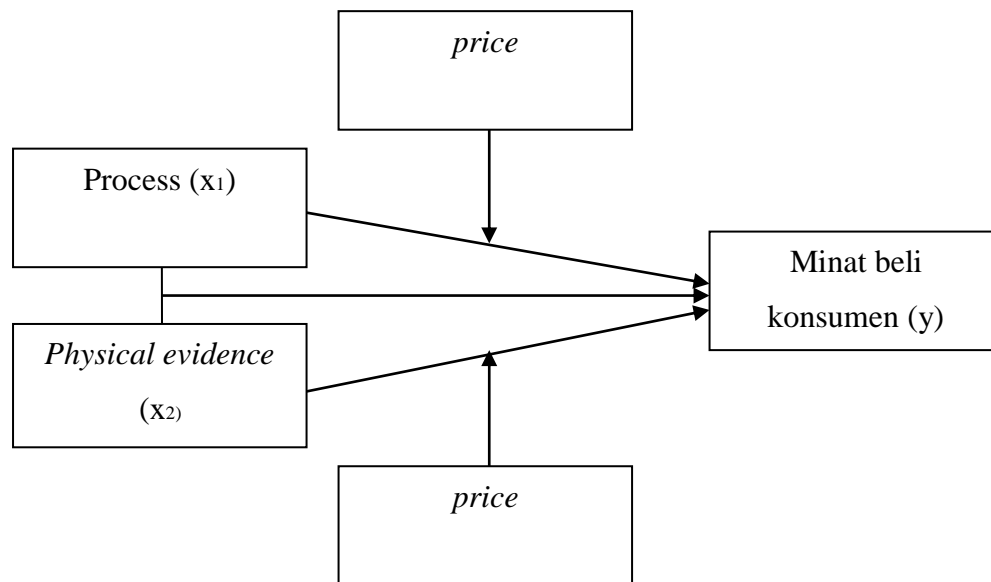 price
Process (x1)
Minat beli
konsumen (y)
Physical evidence
(x2)
price